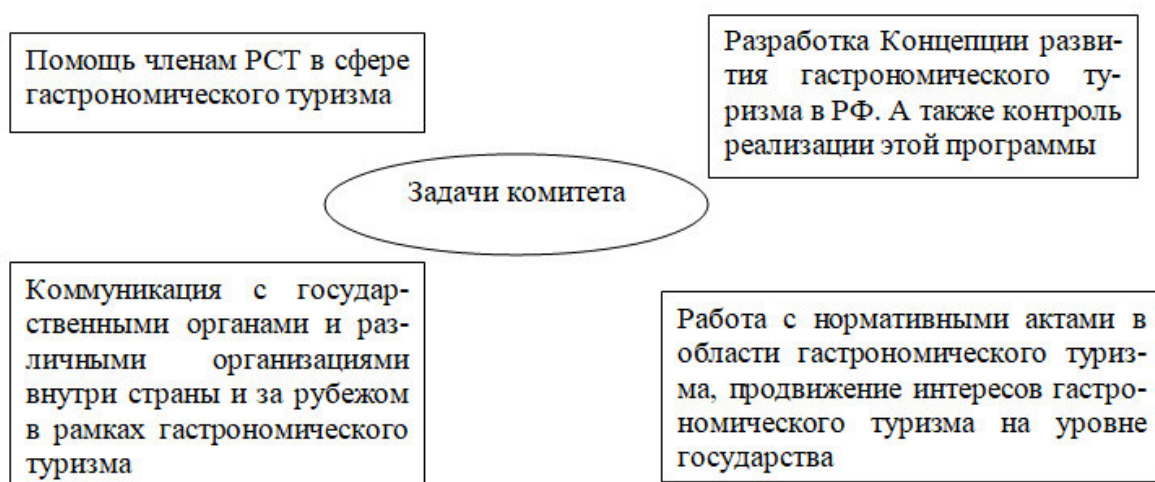 Помощь членам РСТ в сфере
гастрономического туризма
Разработка Концепции разви-
тия гастрономического ту-
ризма в РФ. А также контроль
реализации этой программы
Задачи комитета
Коммуникация с государ-
ственными органами и раз-
личными организациями
внутри страны и за рубежом
в рамках гастрономического
туризма
Работа с нормативными актами в
области гастрономического туриз-
ма, продвижение интересов гастро-
номического туризма на уровне
государства